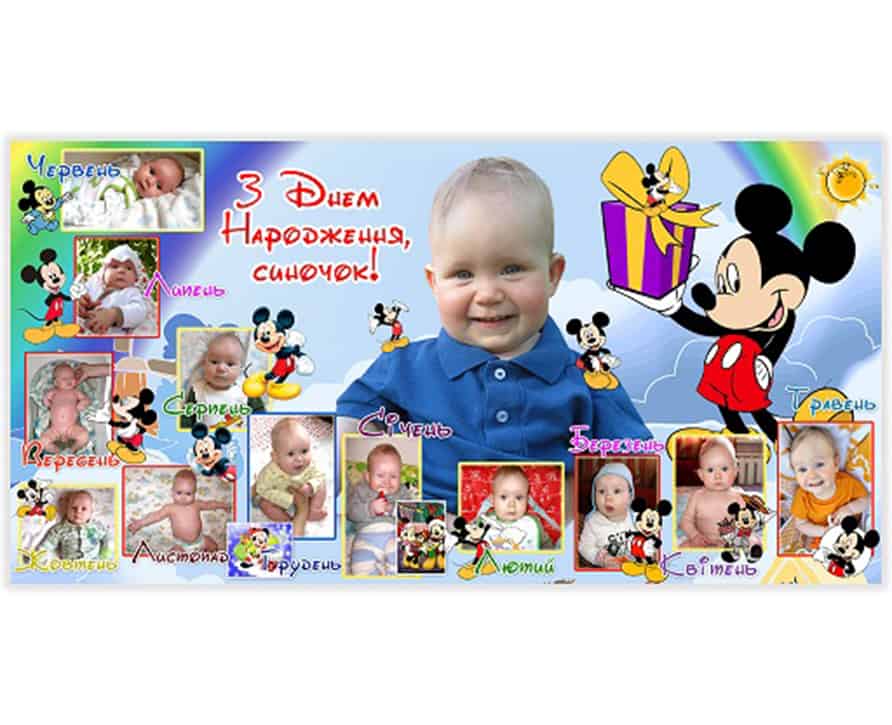 Червень
З Днем
Народження,
синочок!
Липень
Серпень
Вересень
Січень
Травень
Березень
Жовтень
Листопад
Грудень
Лютий
Квітень